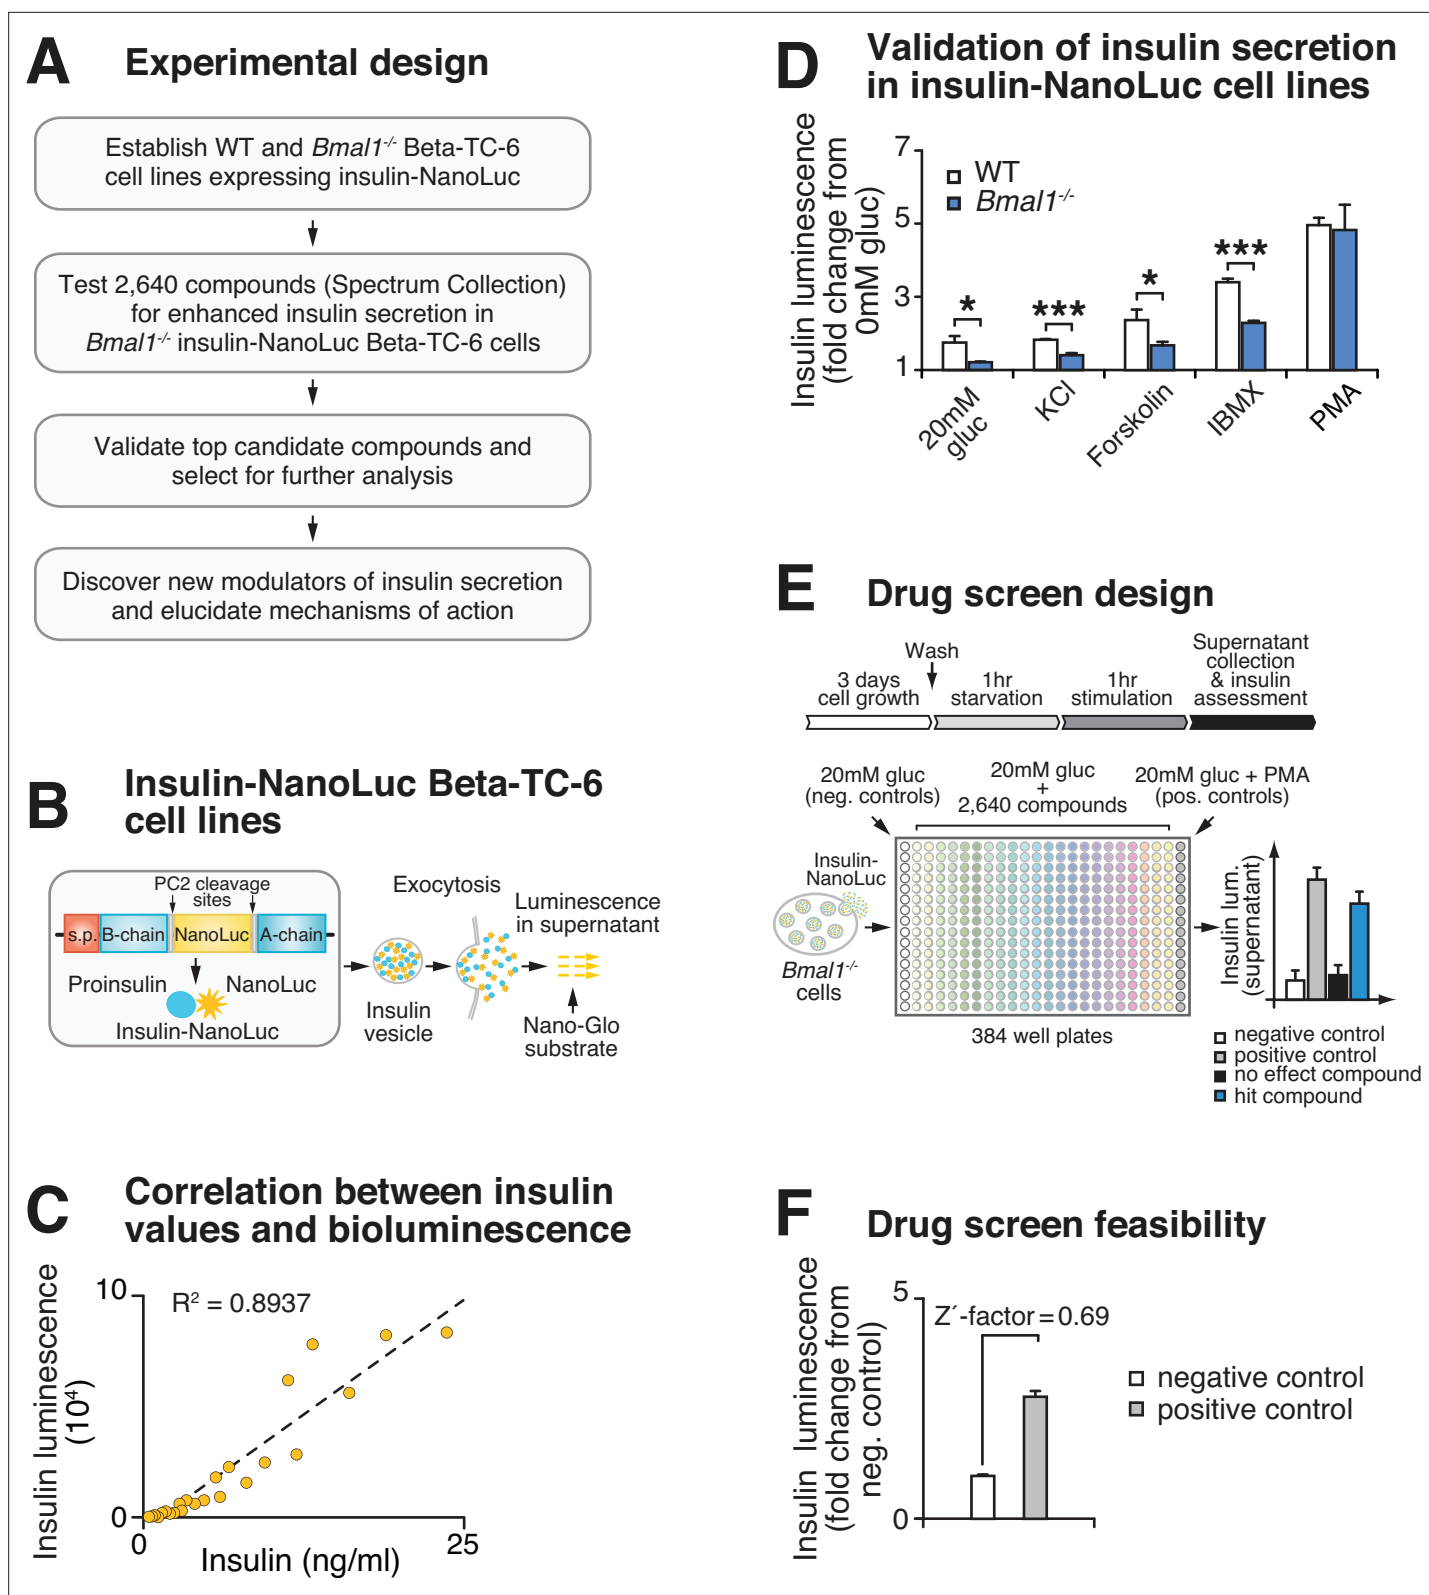 A Experimental design
Establish WT and Bmal1-/- Beta-TC-6
cell lines expressing insulin-NanoLuc
Test 2,640 compounds (Spectrum Collection)
for enhanced insulin secretion in
Bmal1-/- insulin-NanoLuc Beta-TC-6 cells
Validate top candidate compounds and
select for further analysis
Discover new modulators of insulin secretion
and elucidate mechanisms of action
B Insulin-NanoLuc Beta-TC-6
cell lines
PC2 cleavage
sites
s.p. B-chain NanoLuc A-chain
Proinsulin NanoLuc
Insulin-NanoLuc
Insulin
vesicle
Exocytosis
Luminescence
in supernatant
Nano-Glo
substrate
C Correlation between insulin
values and bioluminescence
Insulin luminescence
(10⁴)
10
0
R² = 0.8937
0 25
Insulin (ng/ml)
D Validation of insulin secretion
in insulin-NanoLuc cell lines
Insulin luminescence
(fold change from
0mM gluc)
7
5
3
1
WT
Bmal1-/-
* *** * ***
20mM
gluc
KCl
Forskolin
IBMX
PMA
E Drug screen design
3 days
cell growth
Wash
1hr
starvation
1hr
stimulation
Supernatant
collection
& insulin
assessment
20mM gluc
(neg. controls)
20mM gluc
+
2,640 compounds
20mM gluc + PMA
(pos. controls)
Insulin-
NanoLuc
Bmal1-/-
cells
384 well plates
Insulin lum.
(supernatant)
negative control
positive control
no effect compound
hit compound
F Drug screen feasibility
Insulin luminescence
(fold change from
neg. control)
5
0
Z´-factor = 0.69
negative control
positive control